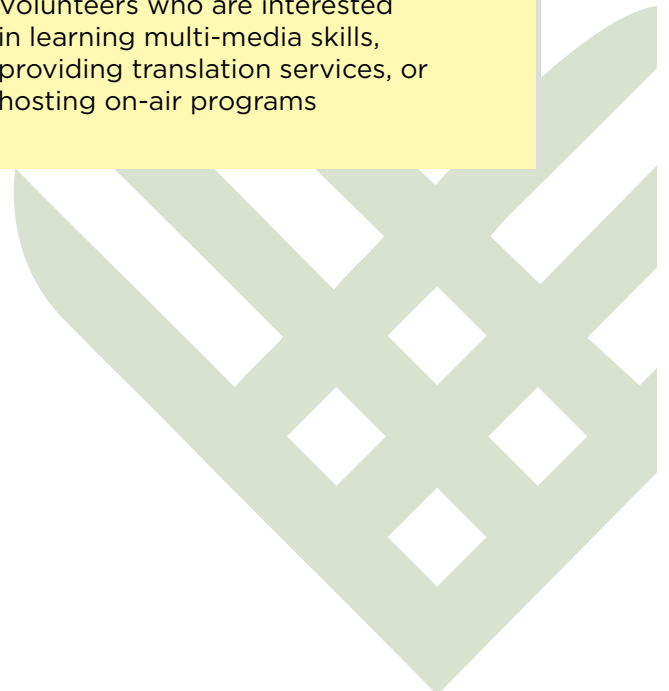 Volunteers who are interested
in learning multi-media skills,
providing translation services, or
hosting on-air programs